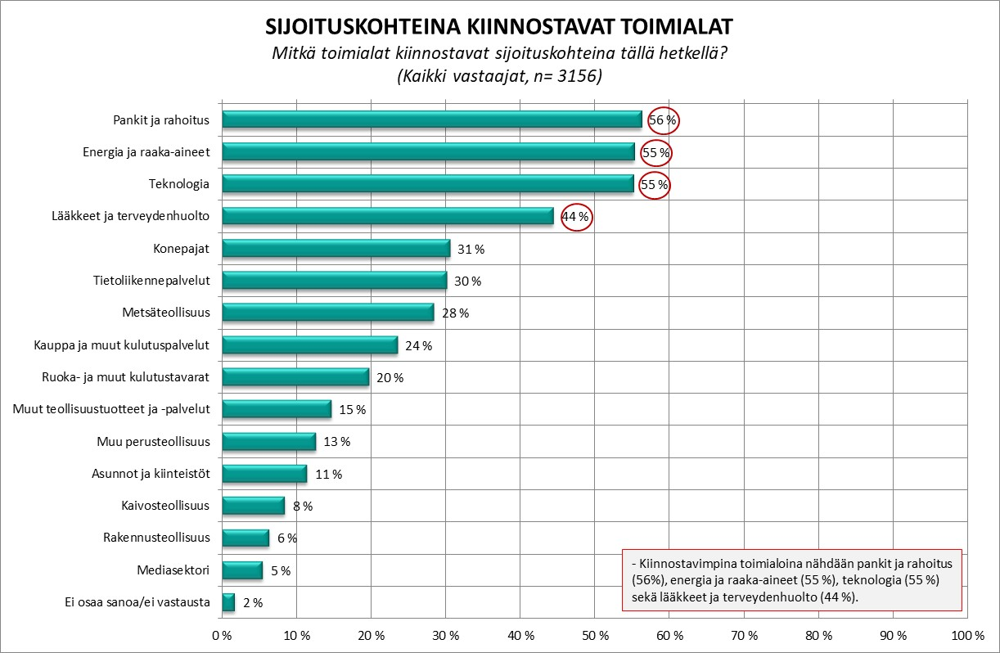 SIJOITUSKOHTEINA KIINNOSTAVAT TOIMIALAT
Mitkä toimialat kiinnostavat sijoituskohteina tällä hetkellä?
(Kaikki vastaajat, n= 3156)
Pankit ja rahoitus 56 %
Energia ja raaka-aineet 55 %
Teknologia 55 %
Lääkkeet ja terveydenhuolto 44 %
Konepajat 31 %
Tietoliikennepalvelut 30 %
Metsäteollisuus 28 %
Kauppa ja muut kulutuspalvelut 24 %
Ruoka- ja muut kulutustavarat 20 %
Muut teollisuustuotteet ja -palvelut 15 %
Muu perusteollisuus 13 %
Asunnot ja kiinteistöt 11 %
Kaivosteollisuus 8 %
Rakennusteollisuus 6 %
Mediasektori 5 %
Ei osaa sanoa/ei vastausta 2 %
- Kiinnostavimpina toimialoina nähdään pankit ja rahoitus
(56%), energia ja raaka-aineet (55 %), teknologia (55 %)
sekä lääkkeet ja terveydenhuolto (44 %).
0 % 10 % 20 % 30 % 40 % 50 % 60 % 70 % 80 % 90 % 100 %